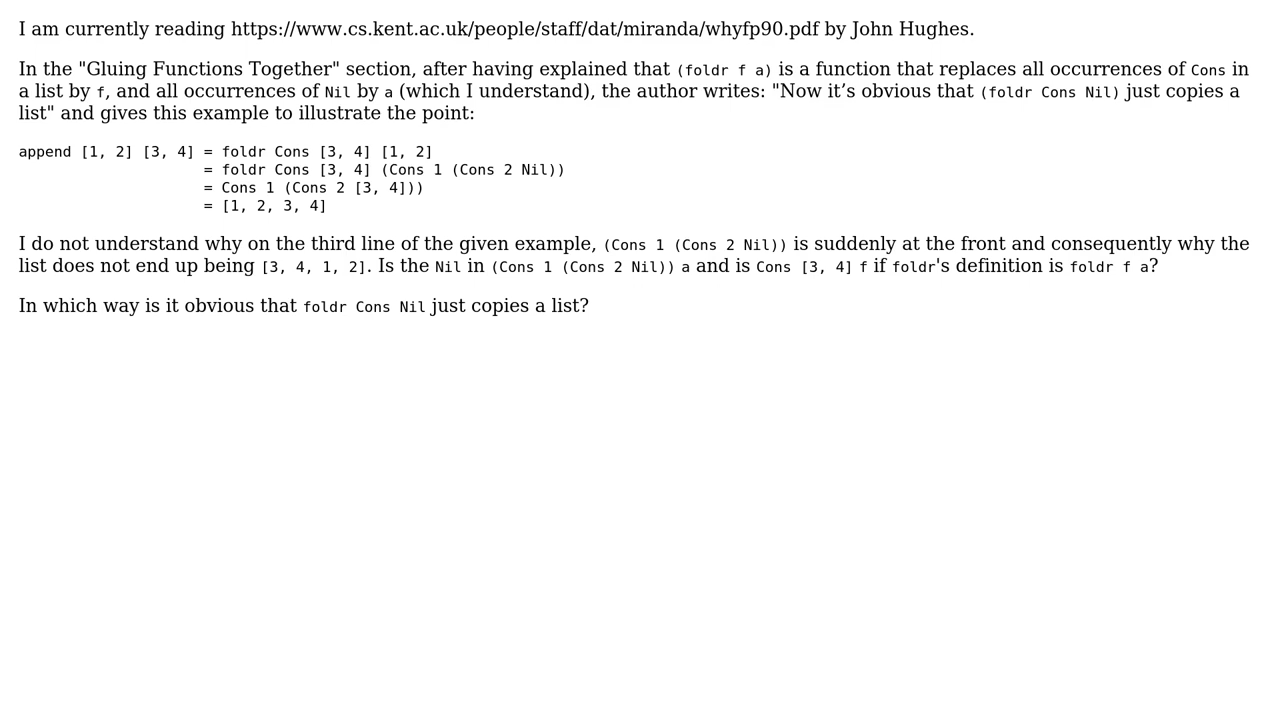 I am currently reading https://www.cs.kent.ac.uk/people/staff/dat/miranda/whyfp90.pdf by John Hughes.
In the "Gluing Functions Together" section, after having explained that (foldr f a) is a function that replaces all occurrences of Cons in
a list by f, and all occurrences of Nil by a (which I understand), the author writes: "Now it’s obvious that (foldr Cons Nil) just copies a
list" and gives this example to illustrate the point:
append [1, 2] [3, 4] = foldr Cons [3, 4] [1, 2]
= foldr Cons [3, 4] (Cons 1 (Cons 2 Nil))
= Cons 1 (Cons 2 [3, 4]))
= [1, 2, 3, 4]
I do not understand why on the third line of the given example, (Cons 1 (Cons 2 Nil)) is suddenly at the front and consequently why the
list does not end up being [3, 4, 1, 2]. Is the Nil in (Cons 1 (Cons 2 Nil)) a and is Cons [3, 4] f if foldr's definition is foldr f a?
In which way is it obvious that foldr Cons Nil just copies a list?